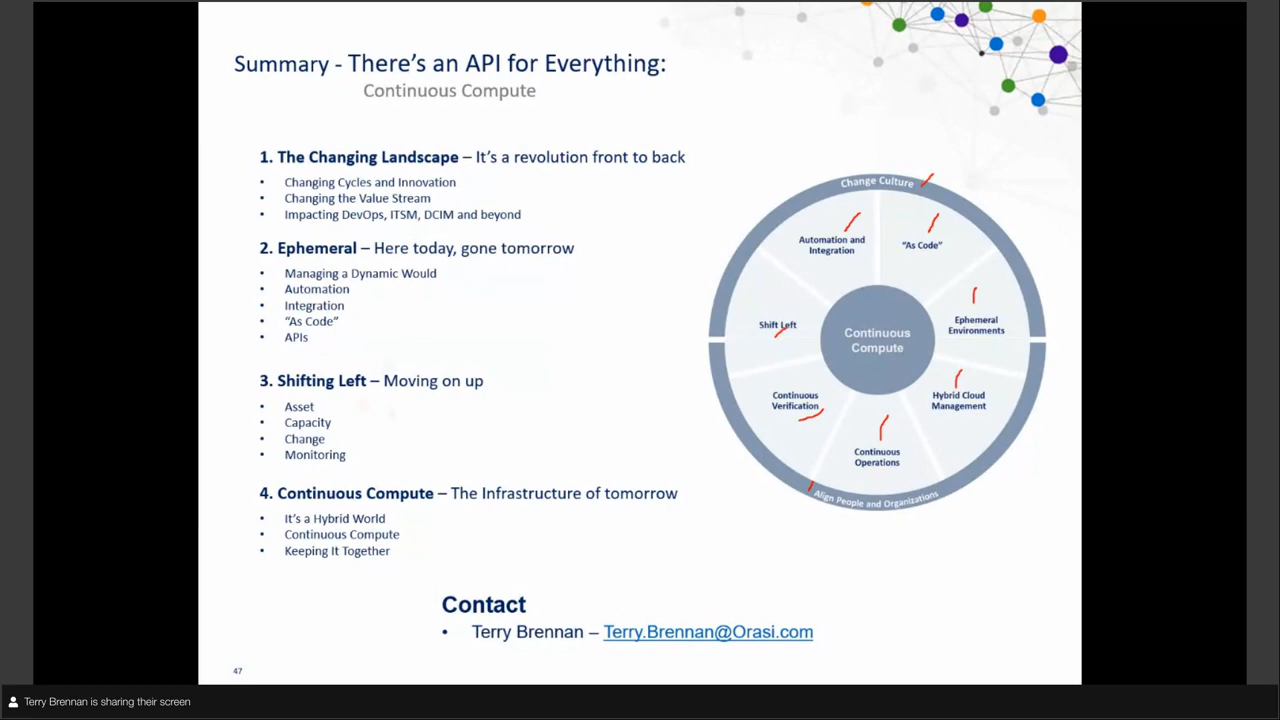 Summary - There's an API for Everything:
Continuous Compute
1. The Changing Landscape – It's a revolution front to back
• Changing Cycles and Innovation
• Changing the Value Stream
• Impacting DevOps, ITSM, DCIM and beyond
2. Ephemeral – Here today, gone tomorrow
• Managing a Dynamic Would
• Automation
• Integration
• “As Code”
• APIs
3. Shifting Left – Moving on up
• Asset
• Capacity
• Change
• Monitoring
4. Continuous Compute – The Infrastructure of tomorrow
• It's a Hybrid World
• Continuous Compute
• Keeping It Together
Change Culture
Automation and
Integration
“As Code”
Shift Left
Ephemeral
Environments
Continuous
Compute
Continuous
Verification
Hybrid Cloud
Management
Continuous
Operations
Align People and Organizations
Contact
• Terry Brennan – Terry.Brennan@Orasi.com
47
Terry Brennan is sharing their screen